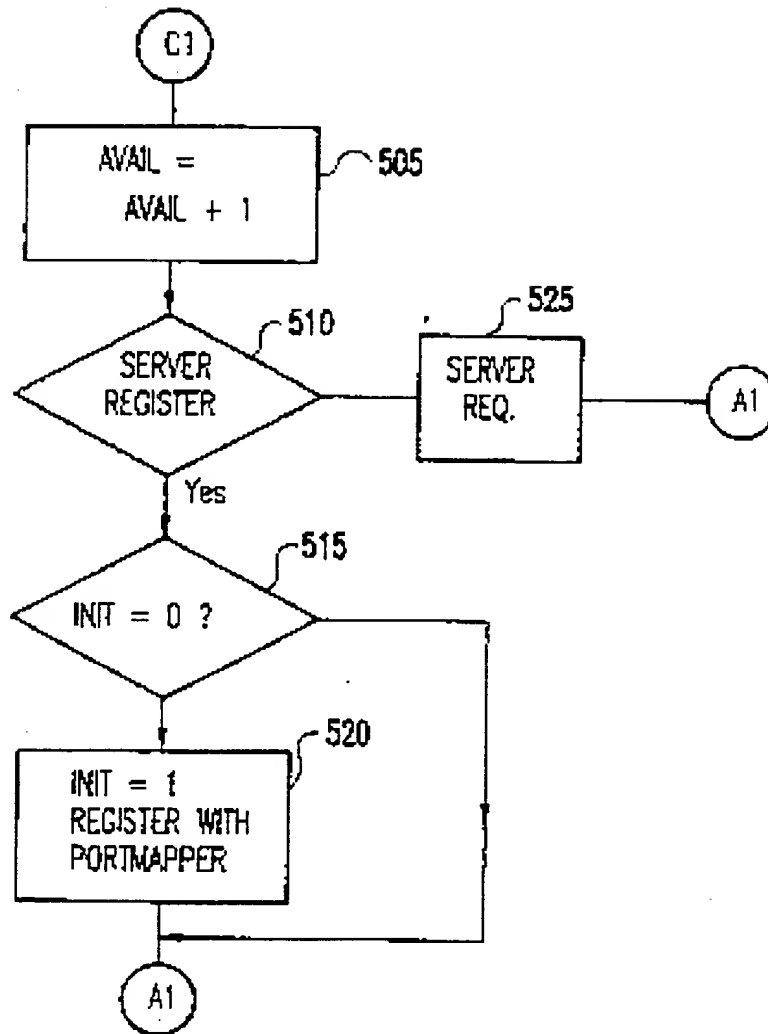 C1
AVAIL =
AVAIL + 1
505
510
SERVER
REGISTER
525
SERVER
REQ.
A1
Yes
515
INIT = 0 ?
520
INIT = 1
REGISTER WITH
PORTMAPPER
A1